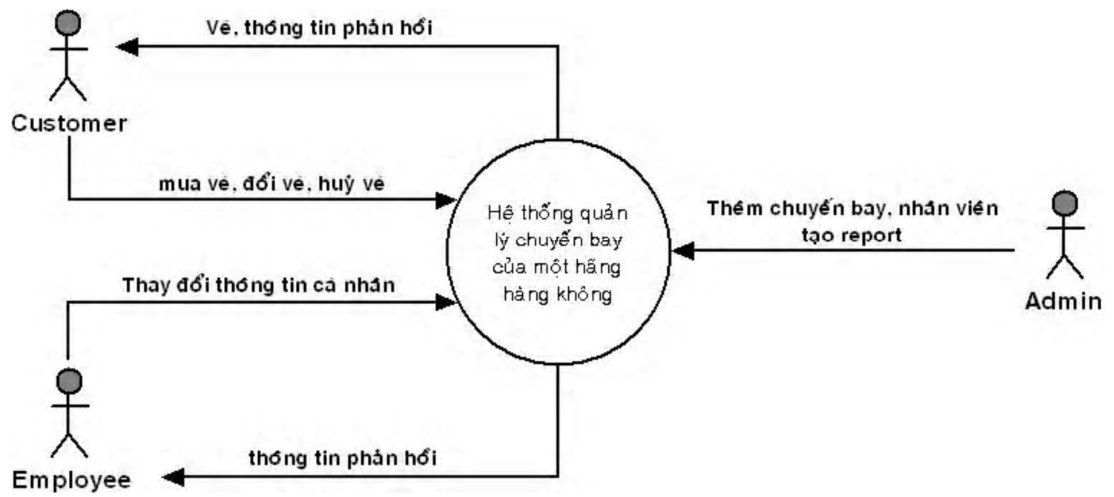 Vé, thông tin phản hồi
Customer
mua vé, đổi vé, huỷ vé
Hệ thống quản
lý chuyến bay
của một hãng
hàng không
Thêm chuyến bay, nhân viên
tạo report
Admin
Thay đổi thông tin cá nhân
Employee
thông tin phản hồi